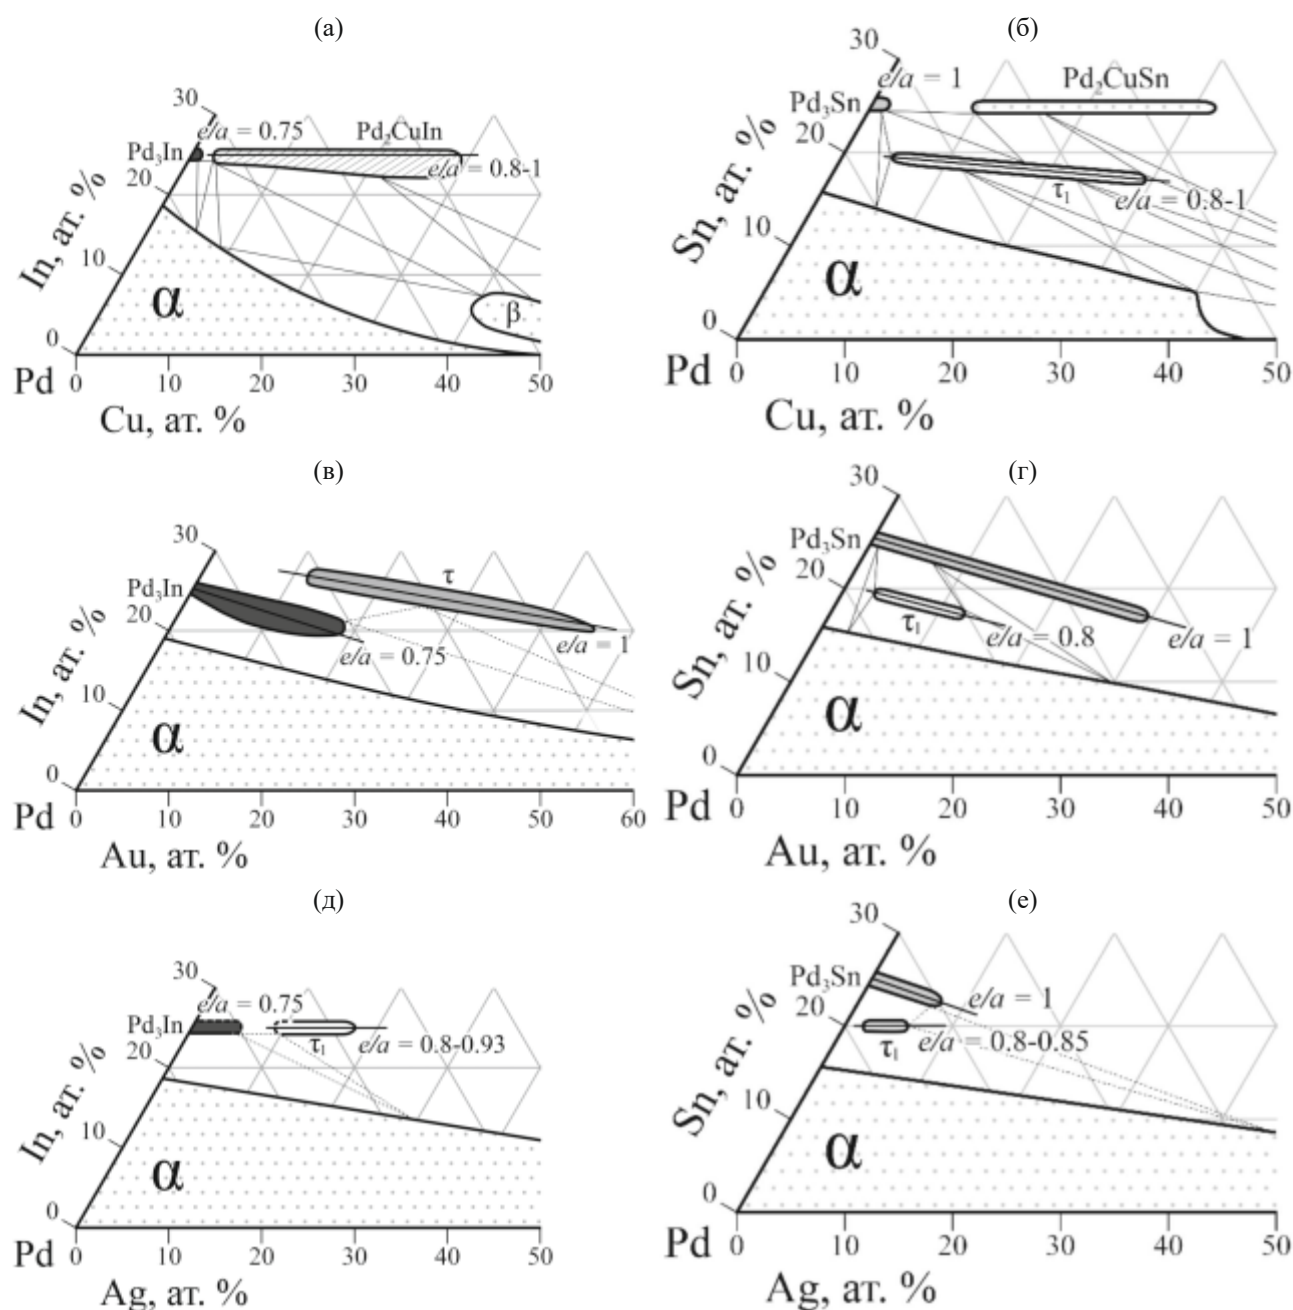 (а)
30
e/a = 0.75
Pd₂CuIn
Pd₃In
20
e/a = 0.8-1
In, ат. %
10
α
β
0
Pd
0 10 20 30 40 50
Cu, ат. %
(б)
30
e/a = 1
Pd₂CuSn
Pd₃Sn
20
τ₁
e/a = 0.8-1
Sn, ат. %
10
α
0
Pd
0 10 20 30 40 50
Cu, ат. %
(в)
30
τ
Pd₃In
20
e/a = 0.75
e/a = 1
In, ат. %
10
α
0
Pd
0 10 20 30 40 50 60
Au, ат. %
(г)
30
Pd₃Sn
20
τ₁
e/a = 0.8
e/a = 1
Sn, ат. %
10
α
0
Pd
0 10 20 30 40 50
Au, ат. %
(д)
30
e/a = 0.75
Pd₃In
20
τ₁
e/a = 0.8-0.93
In, ат. %
10
α
0
Pd
0 10 20 30 40 50
Ag, ат. %
(е)
30
Pd₃Sn
e/a = 1
20
τ₁
e/a = 0.8-0.85
Sn, ат. %
10
α
0
Pd
0 10 20 30 40 50
Ag, ат. %